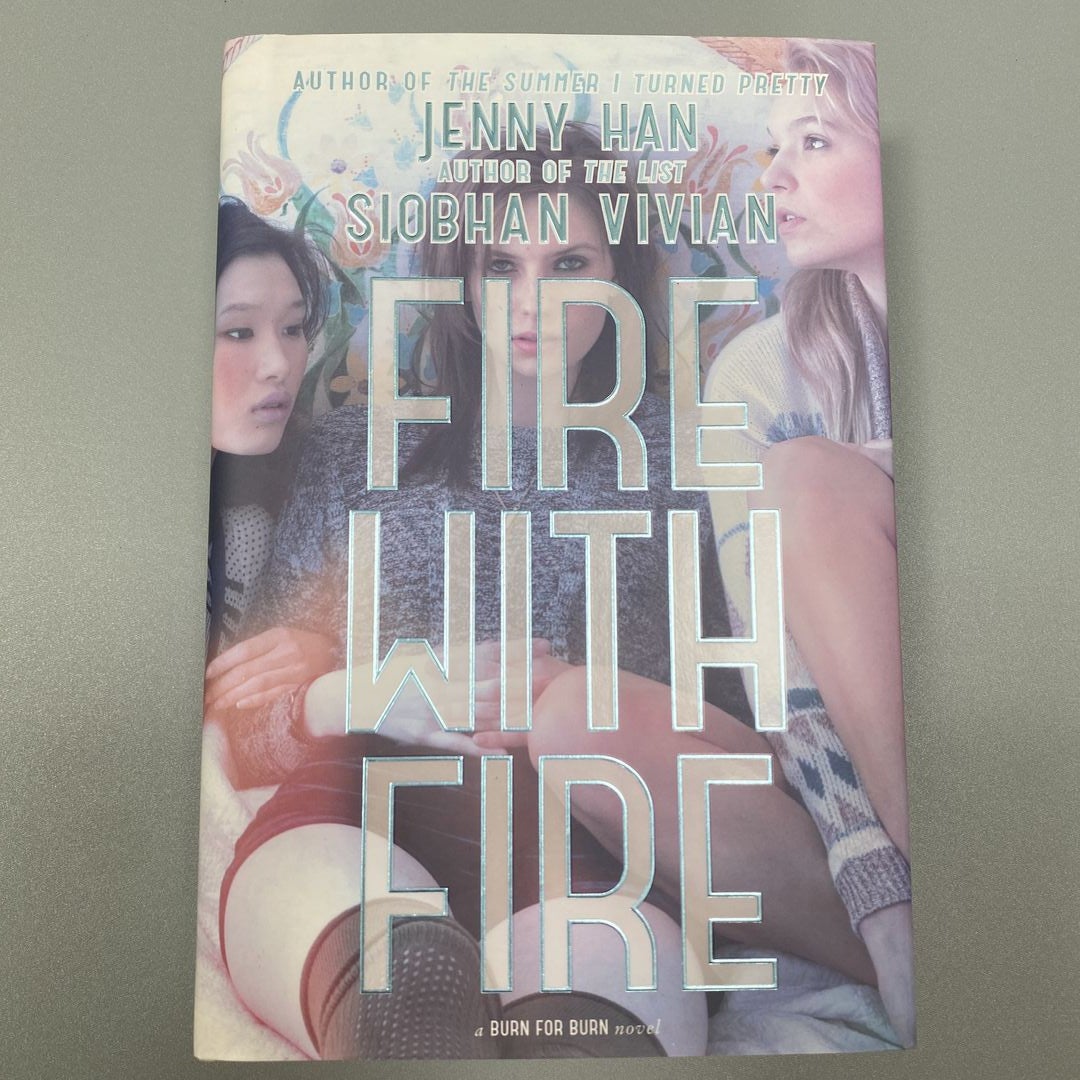 AUTHOR OF THE SUMMER I TURNED PRETTY
JENNY HAN
AUTHOR OF THE LIST
SIOBHAN VIVIAN
FIRE
WITH
FIRE
a BURN FOR BURN novel